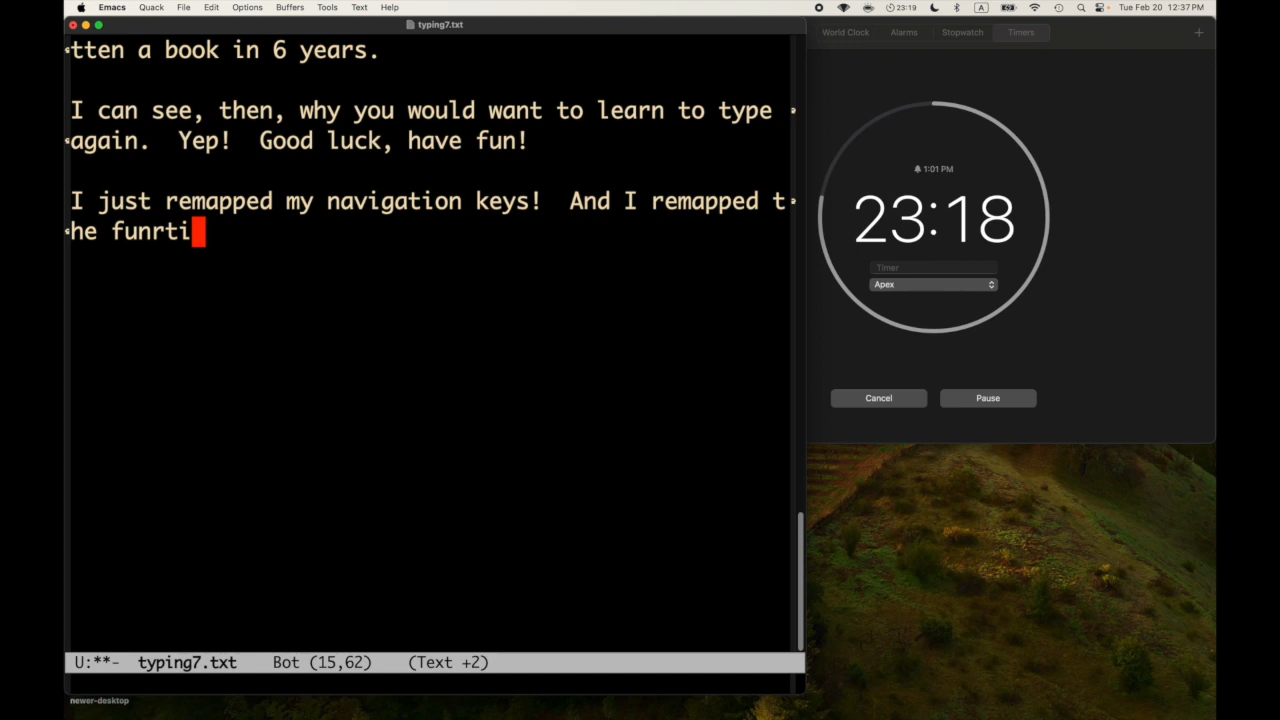 Emacs Quack File Edit Options Buffers Tools Text Help
23:19 A Tue Feb 20 12:37PM
typing7.txt
tten a book in 6 years.
I can see, then, why you would want to learn to type
again.  Yep!  Good luck, have fun!
I just remapped my navigation keys!  And I remapped t
he funrti
U:**-  typing7.txt    Bot (15,62)    (Text +2)
newer-desktop
World Clock Alarms Stopwatch Timers +
1:01 PM
23:18
Timer
Apex
Cancel Pause